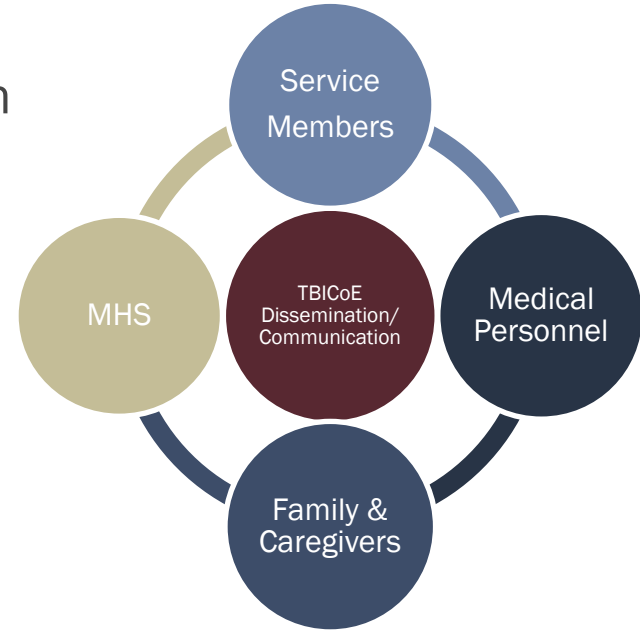 Service
Members
MHS
TBICoE
Dissemination/
Communication
Medical
Personnel
Family &
Caregivers